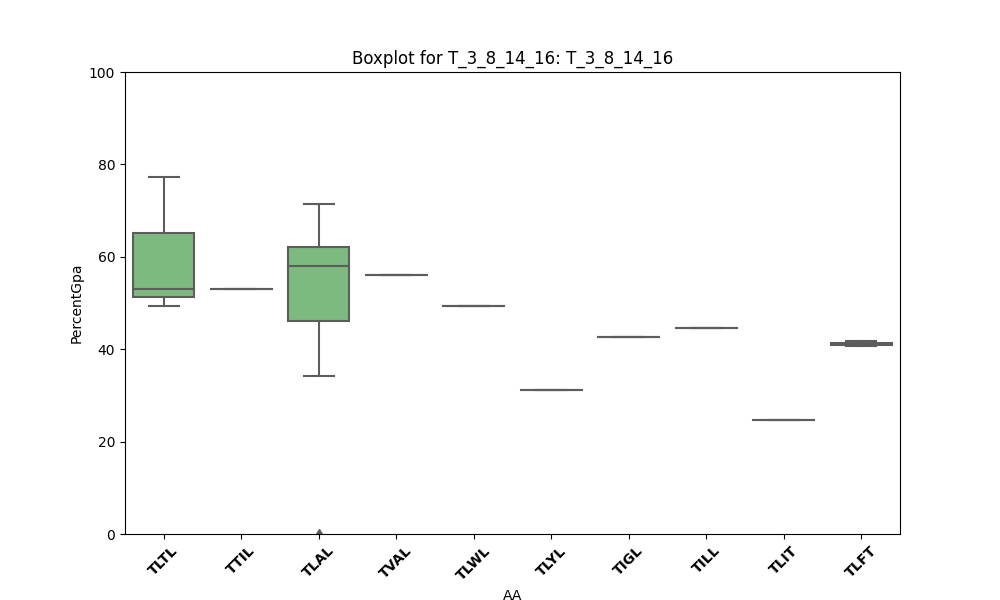 Boxplot for T_3_8_14_16: T_3_8_14_16
100
80
60
40
20
0
PercentGpa
TLTL
TTIL
TLAL
TVAL
TLWL
TLYL
TIGL
TILL
TLIT
TLFT
AA